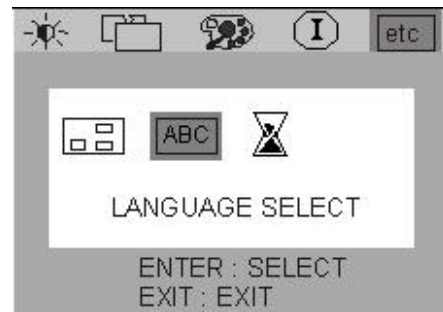 I etc
ABC
LANGUAGE SELECT
ENTER : SELECT
EXIT : EXIT